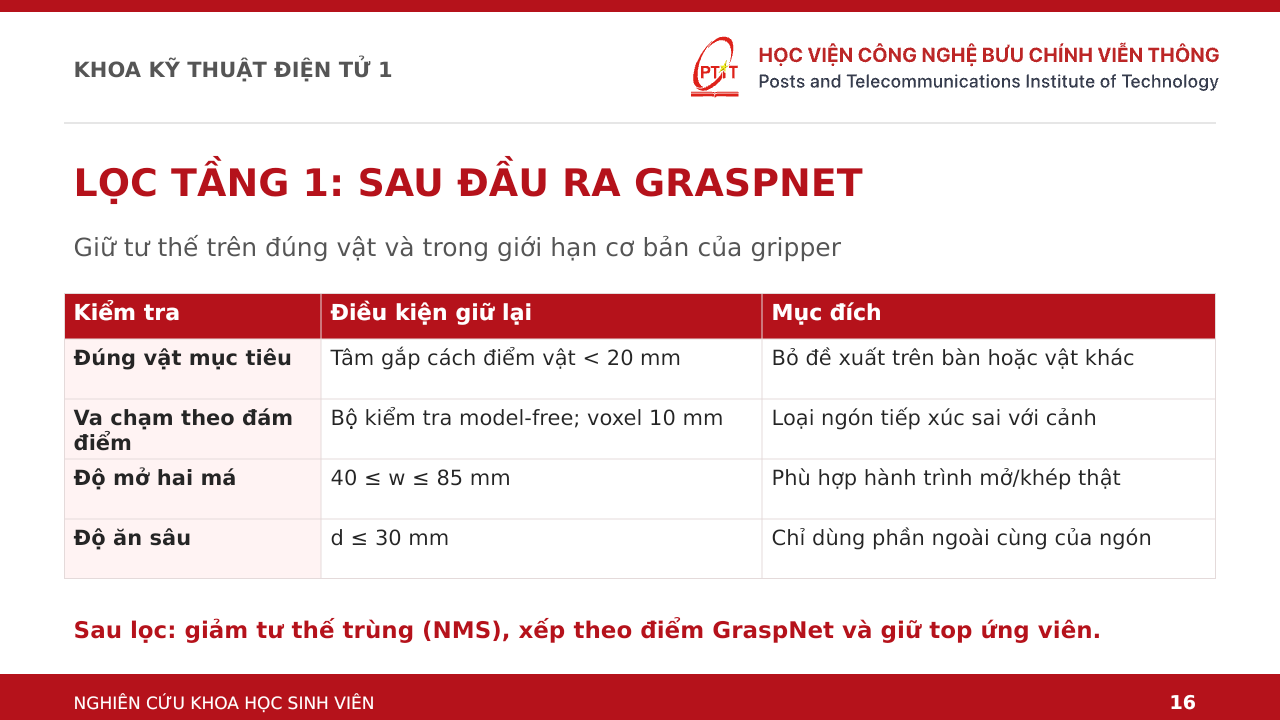 KHOA KỸ THUẬT ĐIỆN TỬ 1
PTIT
HỌC VIỆN CÔNG NGHỆ BƯU CHÍNH VIỄN THÔNG
Posts and Telecommunications Institute of Technology
LỌC TẦNG 1: SAU ĐẦU RA GRASPNET
Giữ tư thế trên đúng vật và trong giới hạn cơ bản của gripper
Kiểm tra Điều kiện giữ lại Mục đích
Đúng vật mục tiêu Tâm gắp cách điểm vật < 20 mm Bỏ đề xuất trên bàn hoặc vật khác
Va chạm theo đám điểm Bộ kiểm tra model-free; voxel 10 mm Loại ngón tiếp xúc sai với cảnh
Độ mở hai má 40 ≤ w ≤ 85 mm Phù hợp hành trình mở/khép thật
Độ ăn sâu d ≤ 30 mm Chỉ dùng phần ngoài cùng của ngón
Sau lọc: giảm tư thế trùng (NMS), xếp theo điểm GraspNet và giữ top ứng viên.
NGHIÊN CỨU KHOA HỌC SINH VIÊN
16